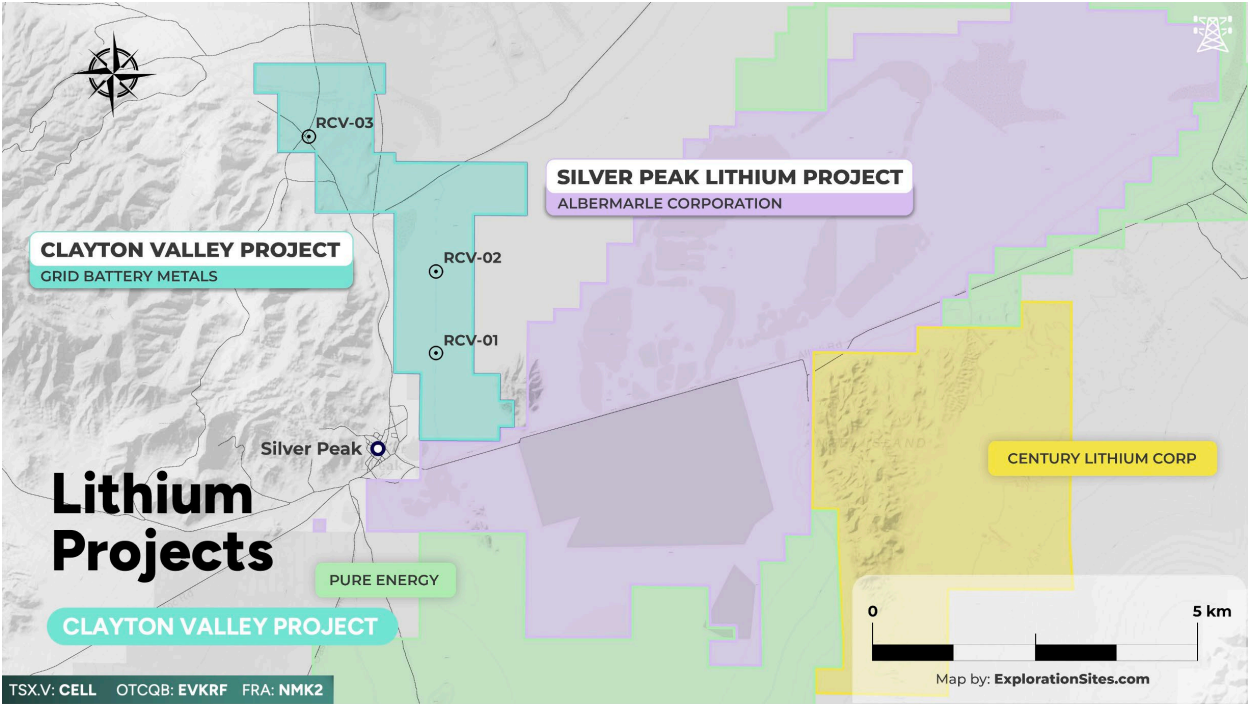 RCV-03
SILVER PEAK LITHIUM PROJECT
ALBERMARLE CORPORATION
CLAYTON VALLEY PROJECT
GRID BATTERY METALS
RCV-02
RCV-01
Silver Peak
CENTURY LITHIUM CORP
Lithium
Projects
PURE ENERGY
CLAYTON VALLEY PROJECT
0 5 km
Map by: ExplorationSites.com
TSX.V: CELL OTCQB: EVKRF FRA: NMK2